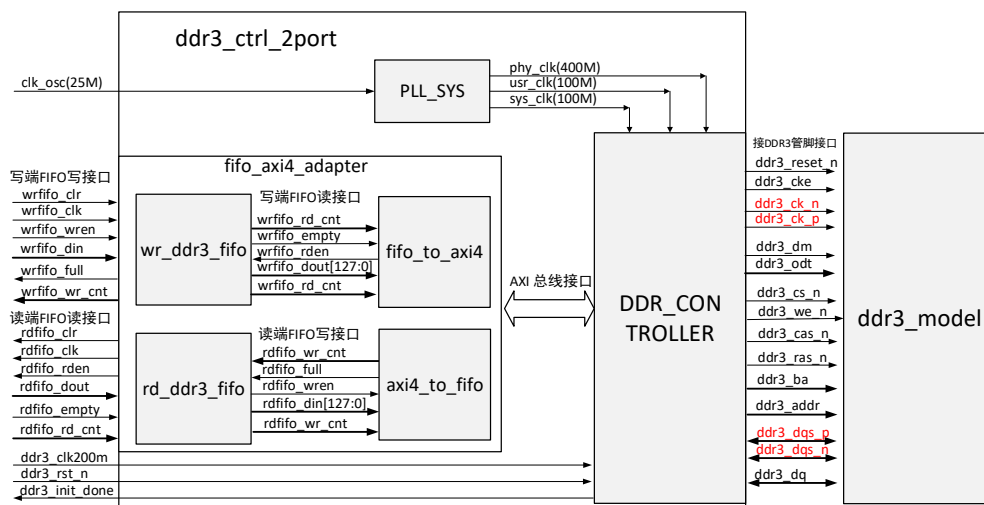 ddr3_ctrl_2port
clk_osc(25M)
PLL_SYS
phy_clk(400M)
usr_clk(100M)
sys_clk(100M)
fifo_axi4_adapter
写端FIFO写接口
wrfifo_clr
wrfifo_clk
wrfifo_wren
wrfifo_din
wrfifo_full
wrfifo_wr_cnt
读端FIFO读接口
rdfifo_clr
rdfifo_clk
rdfifo_rden
rdfifo_dout
rdfifo_empty
rdfifo_rd_cnt
wr_ddr3_fifo
写端FIFO读接口
wrfifo_rd_cnt
wrfifo_empty
wrfifo_rden
wrfifo_dout[127:0]
wrfifo_rd_cnt
fifo_to_axi4
rd_ddr3_fifo
读端FIFO写接口
rdfifo_wr_cnt
rdfifo_full
rdfifo_wren
rdfifo_din[127:0]
rdfifo_wr_cnt
axi4_to_fifo
AXI 总线接口
DDR_CON
TROLLER
接DDR3管脚接口
ddr3_reset_n
ddr3_cke
ddr3_ck_n
ddr3_ck_p
ddr3_dm
ddr3_odt
ddr3_cs_n
ddr3_we_n
ddr3_cas_n
ddr3_ras_n
ddr3_ba
ddr3_addr
ddr3_dqs_p
ddr3_dqs_n
ddr3_dq
ddr3_model
ddr3_clk200m
ddr3_rst_n
ddr3_init_done